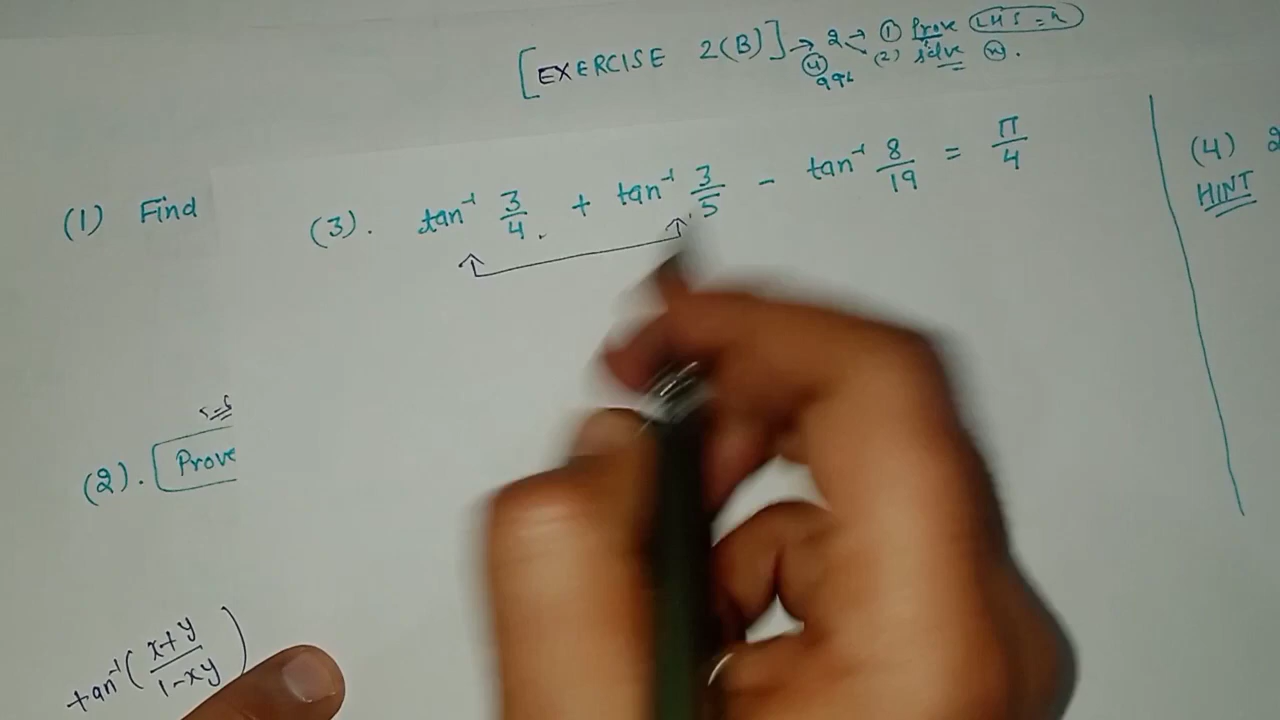 [EXERCISE 2(B)] → 2 → ① Prove LHS =
④ (2) solve
(1) Find
(3). tan⁻¹ 3/4 + tan⁻¹ 3/5 - tan⁻¹ 8/19 = π/4
(4) 2
HINT
(2). Prove
tan⁻¹(x+y/1-xy)